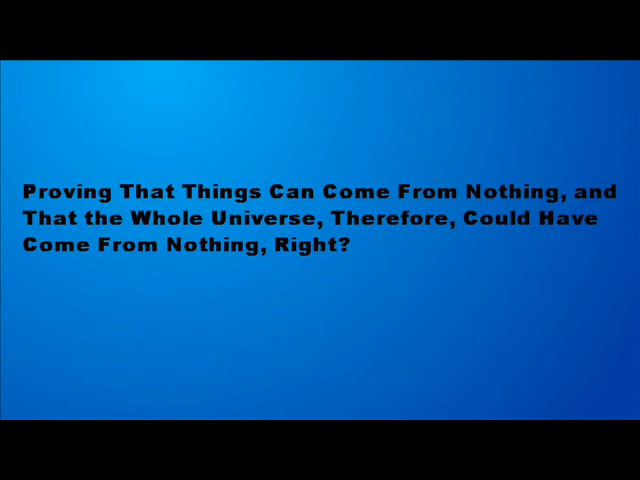 Proving That Things Can Come From Nothing, and
That the Whole Universe, Therefore, Could Have
Come From Nothing, Right?